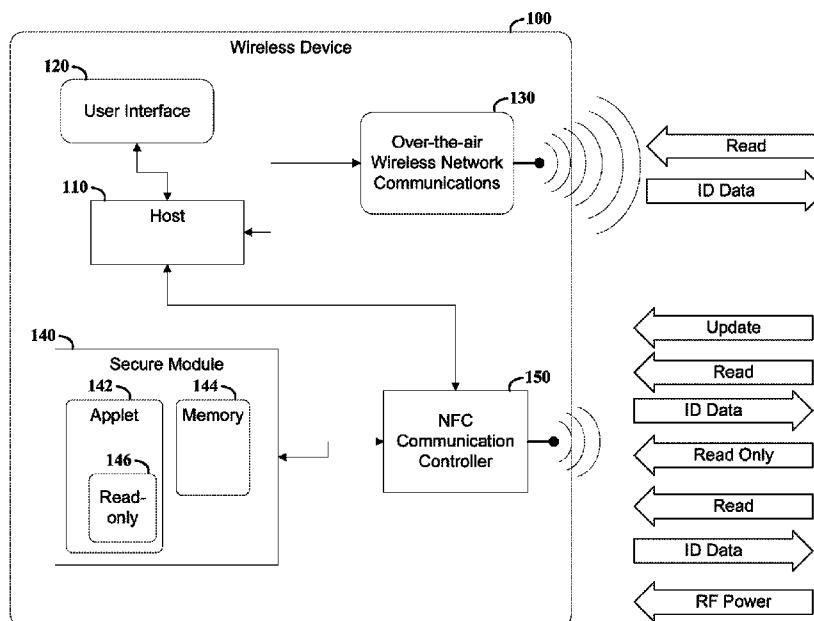 100
Wireless Device
120
User Interface
130
Over-the-air
Wireless Network
Communications
Read
ID Data
110
Host
140
Secure Module
142
Applet
144
Memory
146
Read-
only
150
NFC
Communication
Controller
Update
Read
ID Data
Read Only
Read
ID Data
RF Power